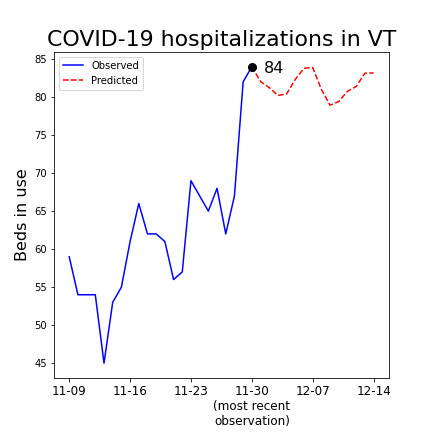 COVID-19 hospitalizations in VT
Observed
Predicted
84
Beds in use
85
80
75
70
65
60
55
50
45
11-09 11-16 11-23 11-30 12-07 12-14
(most recent
observation)